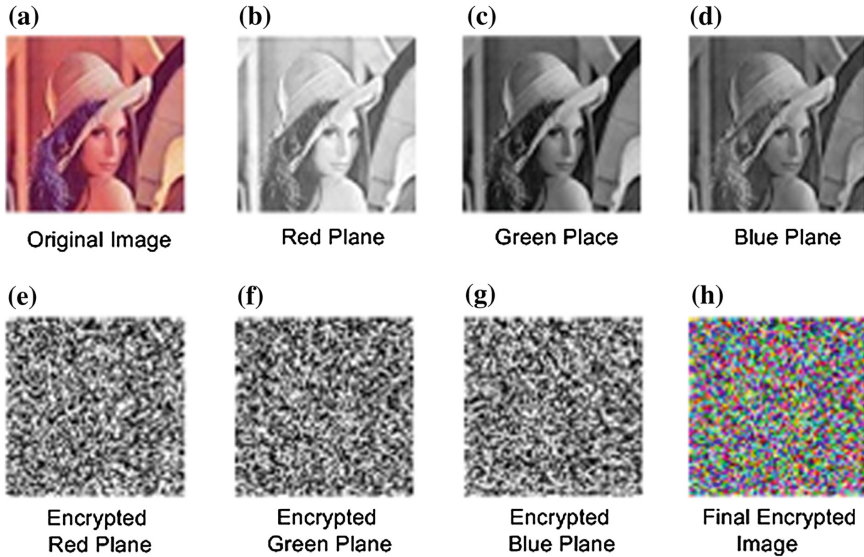 (a) (b) (c) (d)
Original Image Red Plane Green Place Blue Plane
(e) (f) (g) (h)
Encrypted Encrypted Encrypted Final Encrypted
Red Plane Green Plane Blue Plane Image